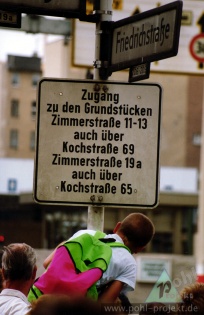 Friedrichstraße
Zugang
zu den Grundstücken
Zimmerstraße 11-13
auch über
Kochstraße 69
Zimmerstraße 19a
auch über
Kochstraße 65
www.pohl-projekt.de